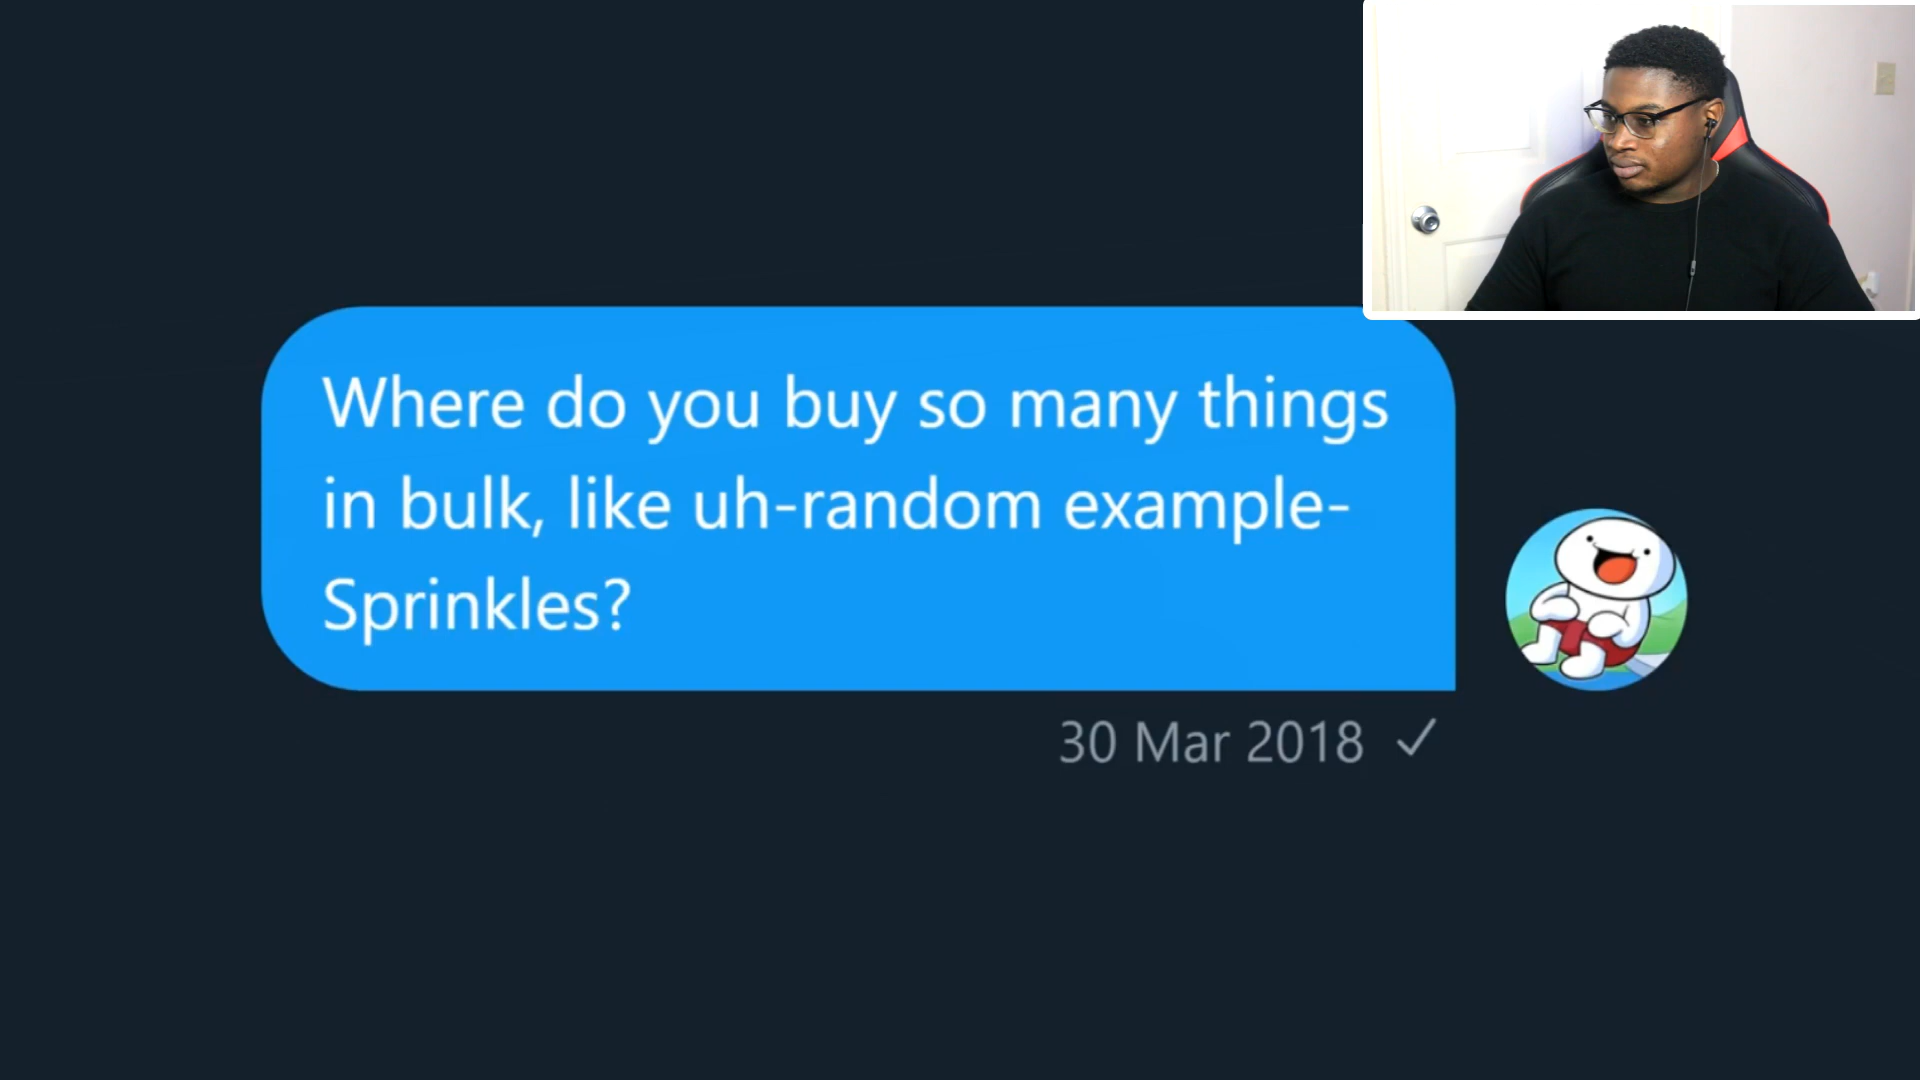 Where do you buy so many things
in bulk, like uh-random example-
Sprinkles?
30 Mar 2018